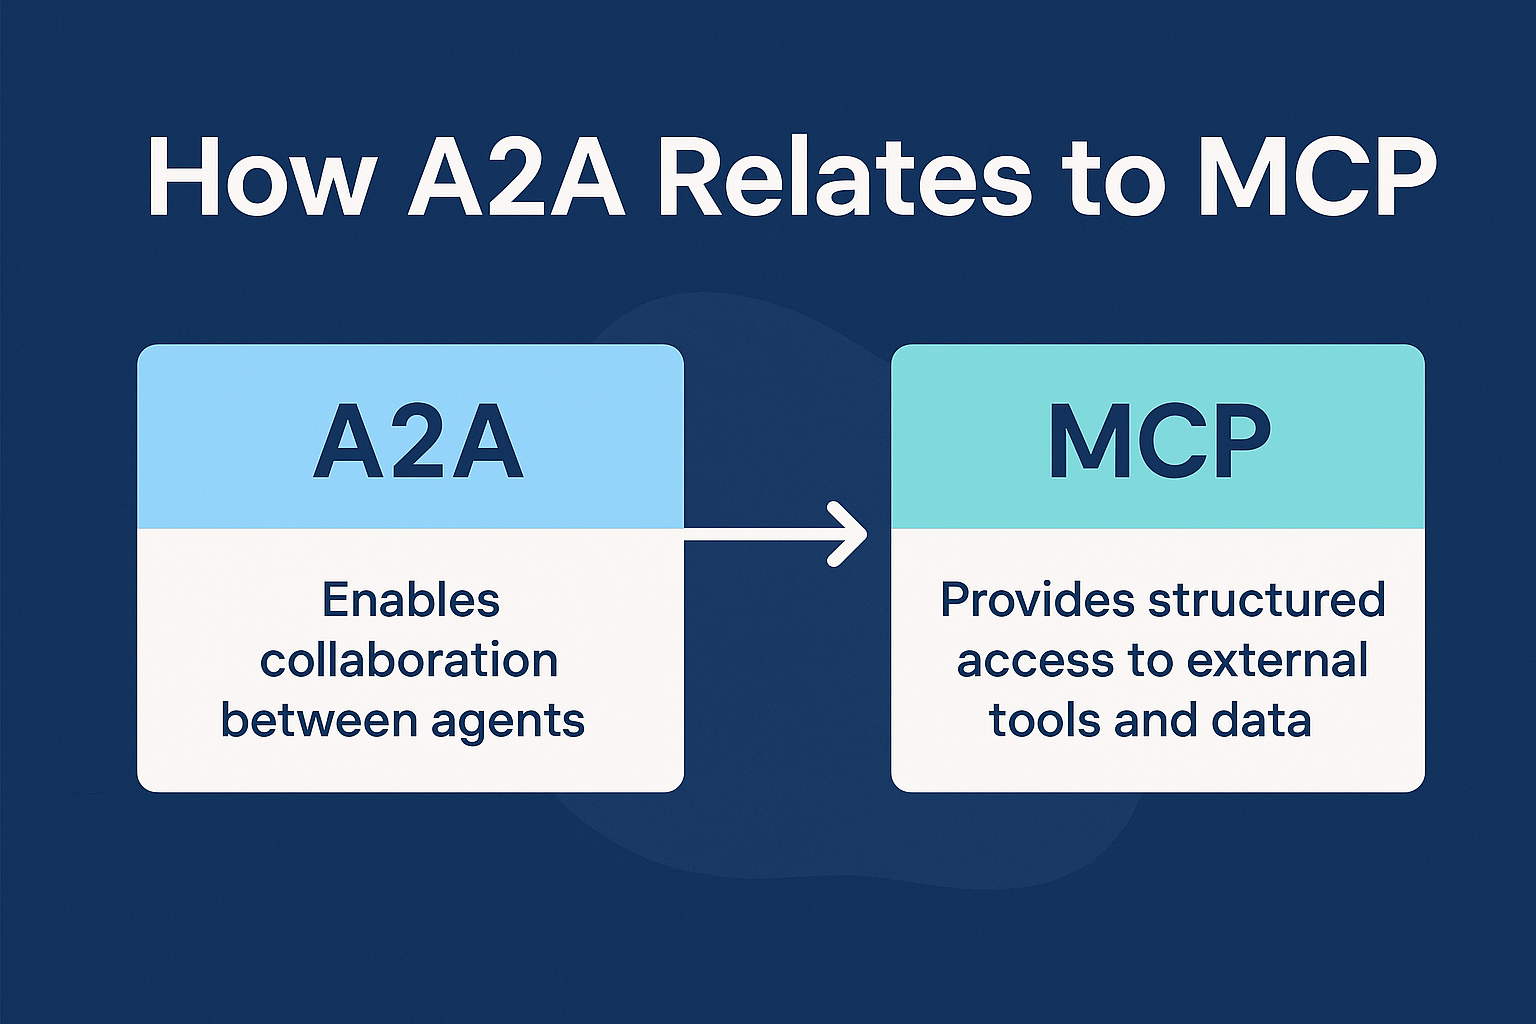 How A2A Relates to MCP
A2A
Enables
collaboration
between agents
MCP
Provides structured
access to external
tools and data